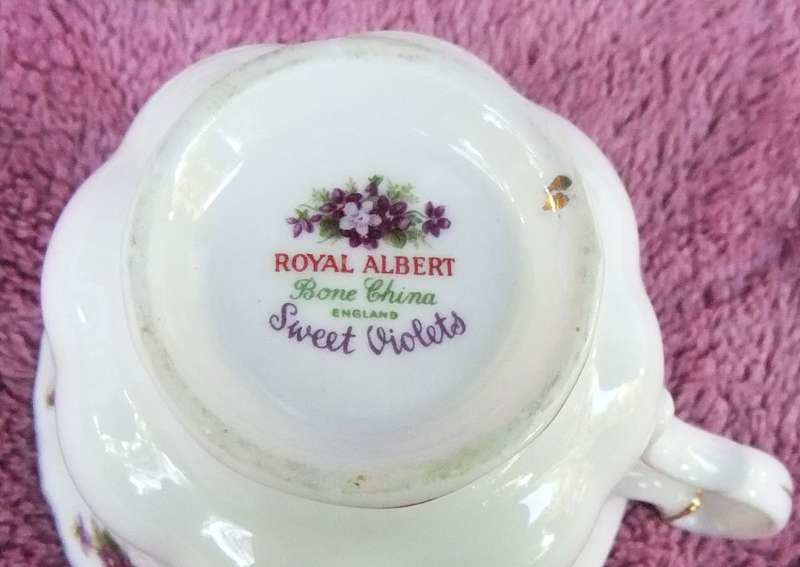 ROYAL ALBERT
Bone China
ENGLAND
Sweet Violets